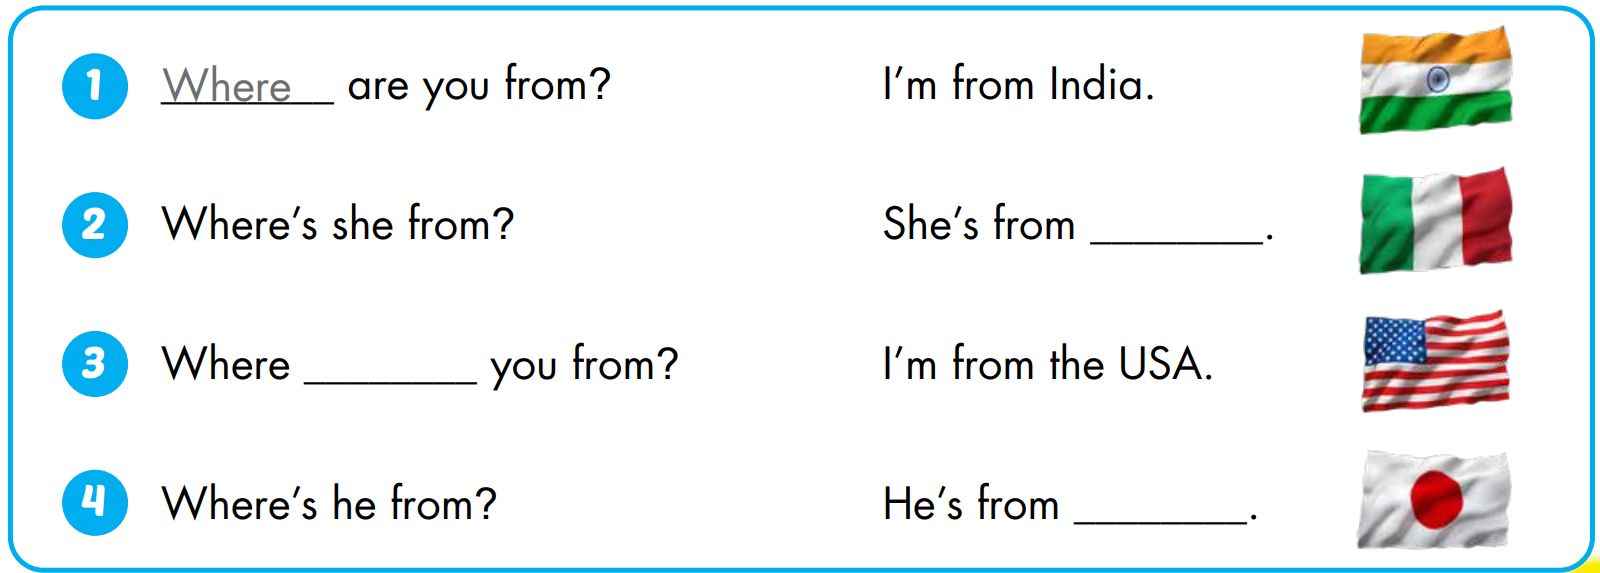 1 Where are you from? I'm from India.
2 Where's she from? She's from ________.
3 Where ________ you from? I'm from the USA.
4 Where's he from? He's from ________.